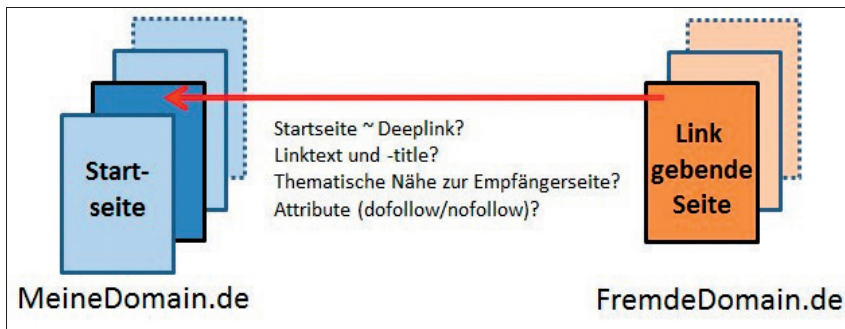 Start-
seite
Startseite ~ Deeplink?
Linktext und -title?
Thematische Nähe zur Empfängerseite?
Attribute (dofollow/nofollow)?
Link
gebende
Seite
MeineDomain.de
FremdeDomain.de